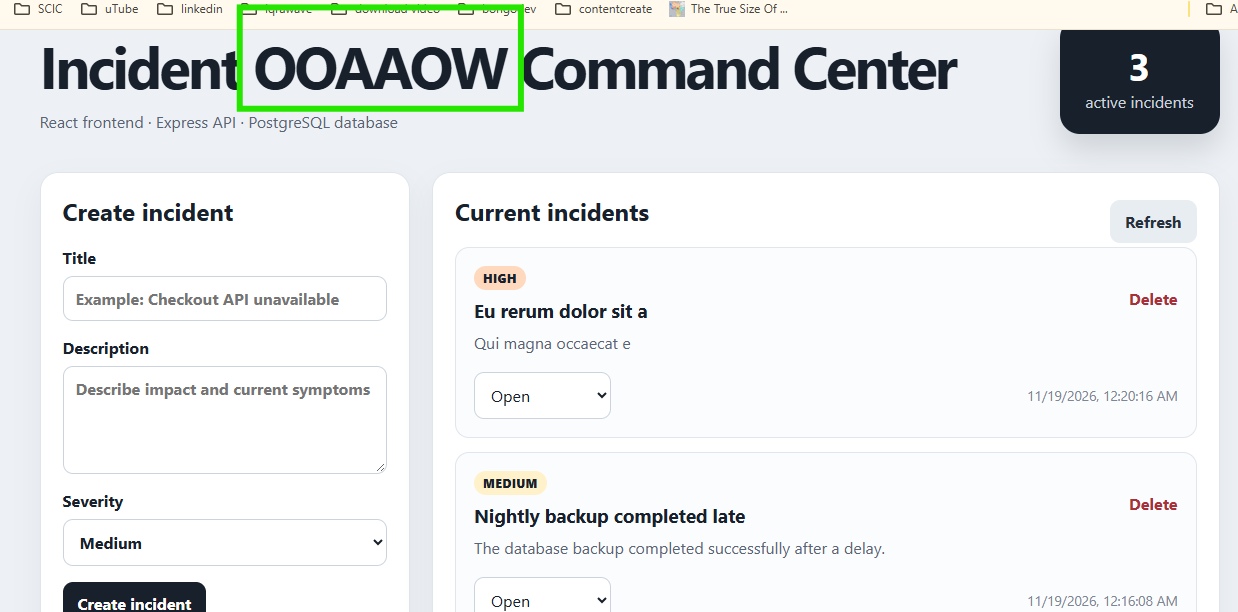 SCIC uTube linkedin iqrawave download video bongodev contentcreate The True Size Of ... A
Incident OOAAOW Command Center
React frontend · Express API · PostgreSQL database
3
active incidents
Create incident
Title
Example: Checkout API unavailable
Description
Describe impact and current symptoms
Severity
Medium
Create incident
Current incidents
Refresh
HIGH
Eu rerum dolor sit a
Delete
Qui magna occaecat e
Open
11/19/2026, 12:20:16 AM
MEDIUM
Nightly backup completed late
Delete
The database backup completed successfully after a delay.
Open
11/19/2026, 12:16:08 AM